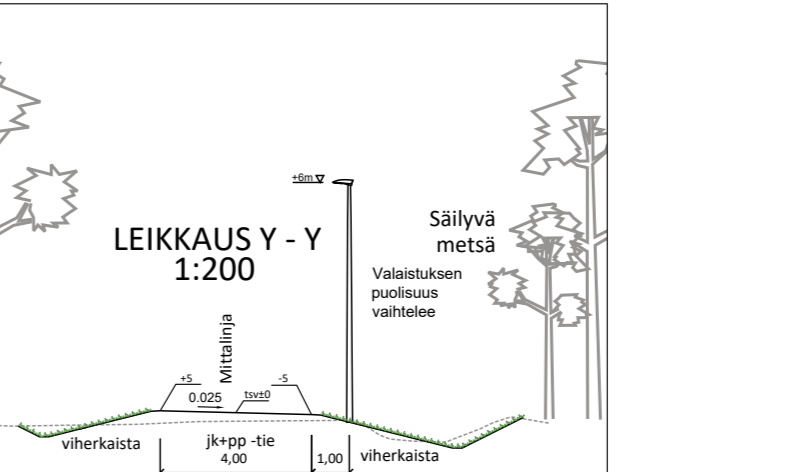 +6m
LEIKKAUS Y - Y
1:200
Säilyvä
metsä
Valaistuksen
puolisuus
vaihtelee
Mittalinja
+5
-5
0.025
tsv±0
viherkaista
jk+pp -tie
4,00
1,00
viherkaista